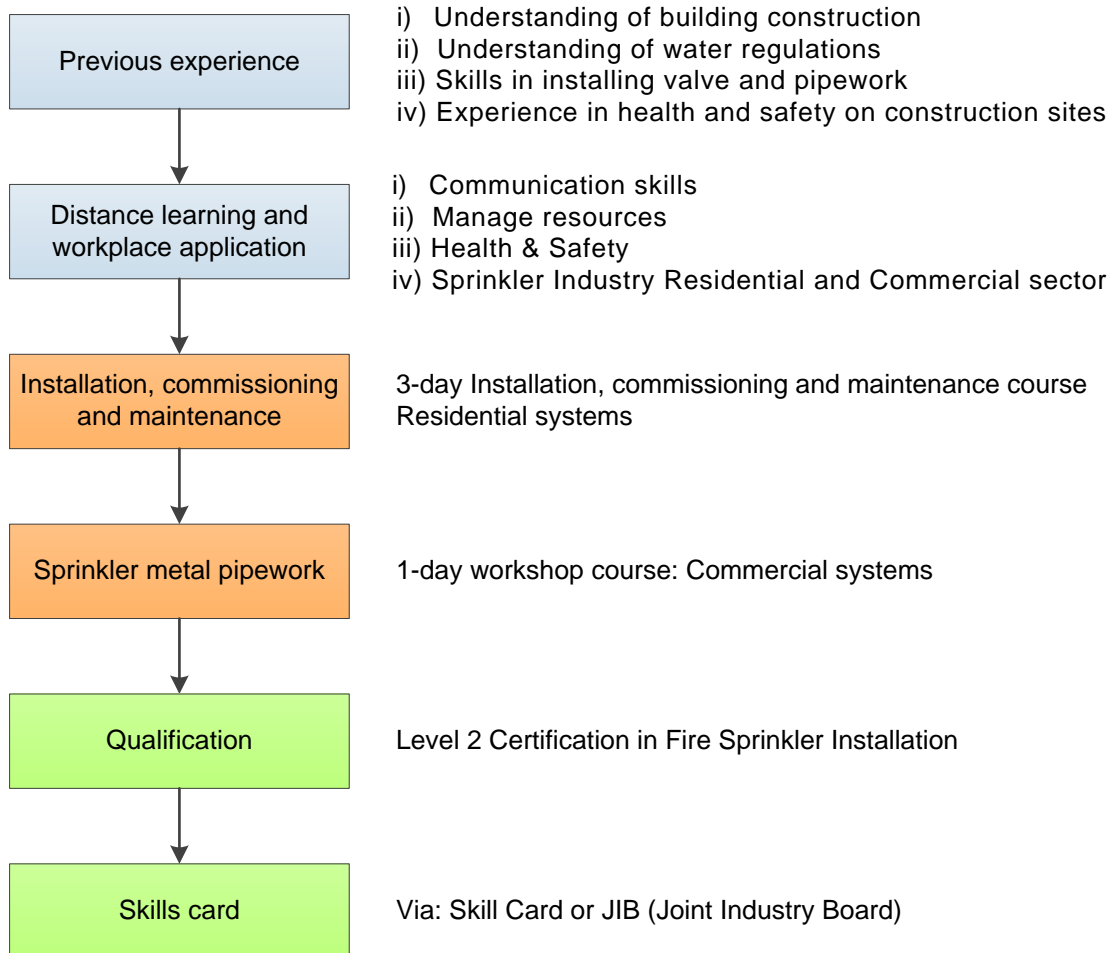 Previous experience
i) Understanding of building construction
ii) Understanding of water regulations
iii) Skills in installing valve and pipework
iv) Experience in health and safety on construction sites
Distance learning and
workplace application
i) Communication skills
ii) Manage resources
iii) Health & Safety
iv) Sprinkler Industry Residential and Commercial sector
Installation, commissioning
and maintenance
3-day Installation, commissioning and maintenance course
Residential systems
Sprinkler metal pipework
1-day workshop course: Commercial systems
Qualification
Level 2 Certification in Fire Sprinkler Installation
Skills card
Via: Skill Card or JIB (Joint Industry Board)